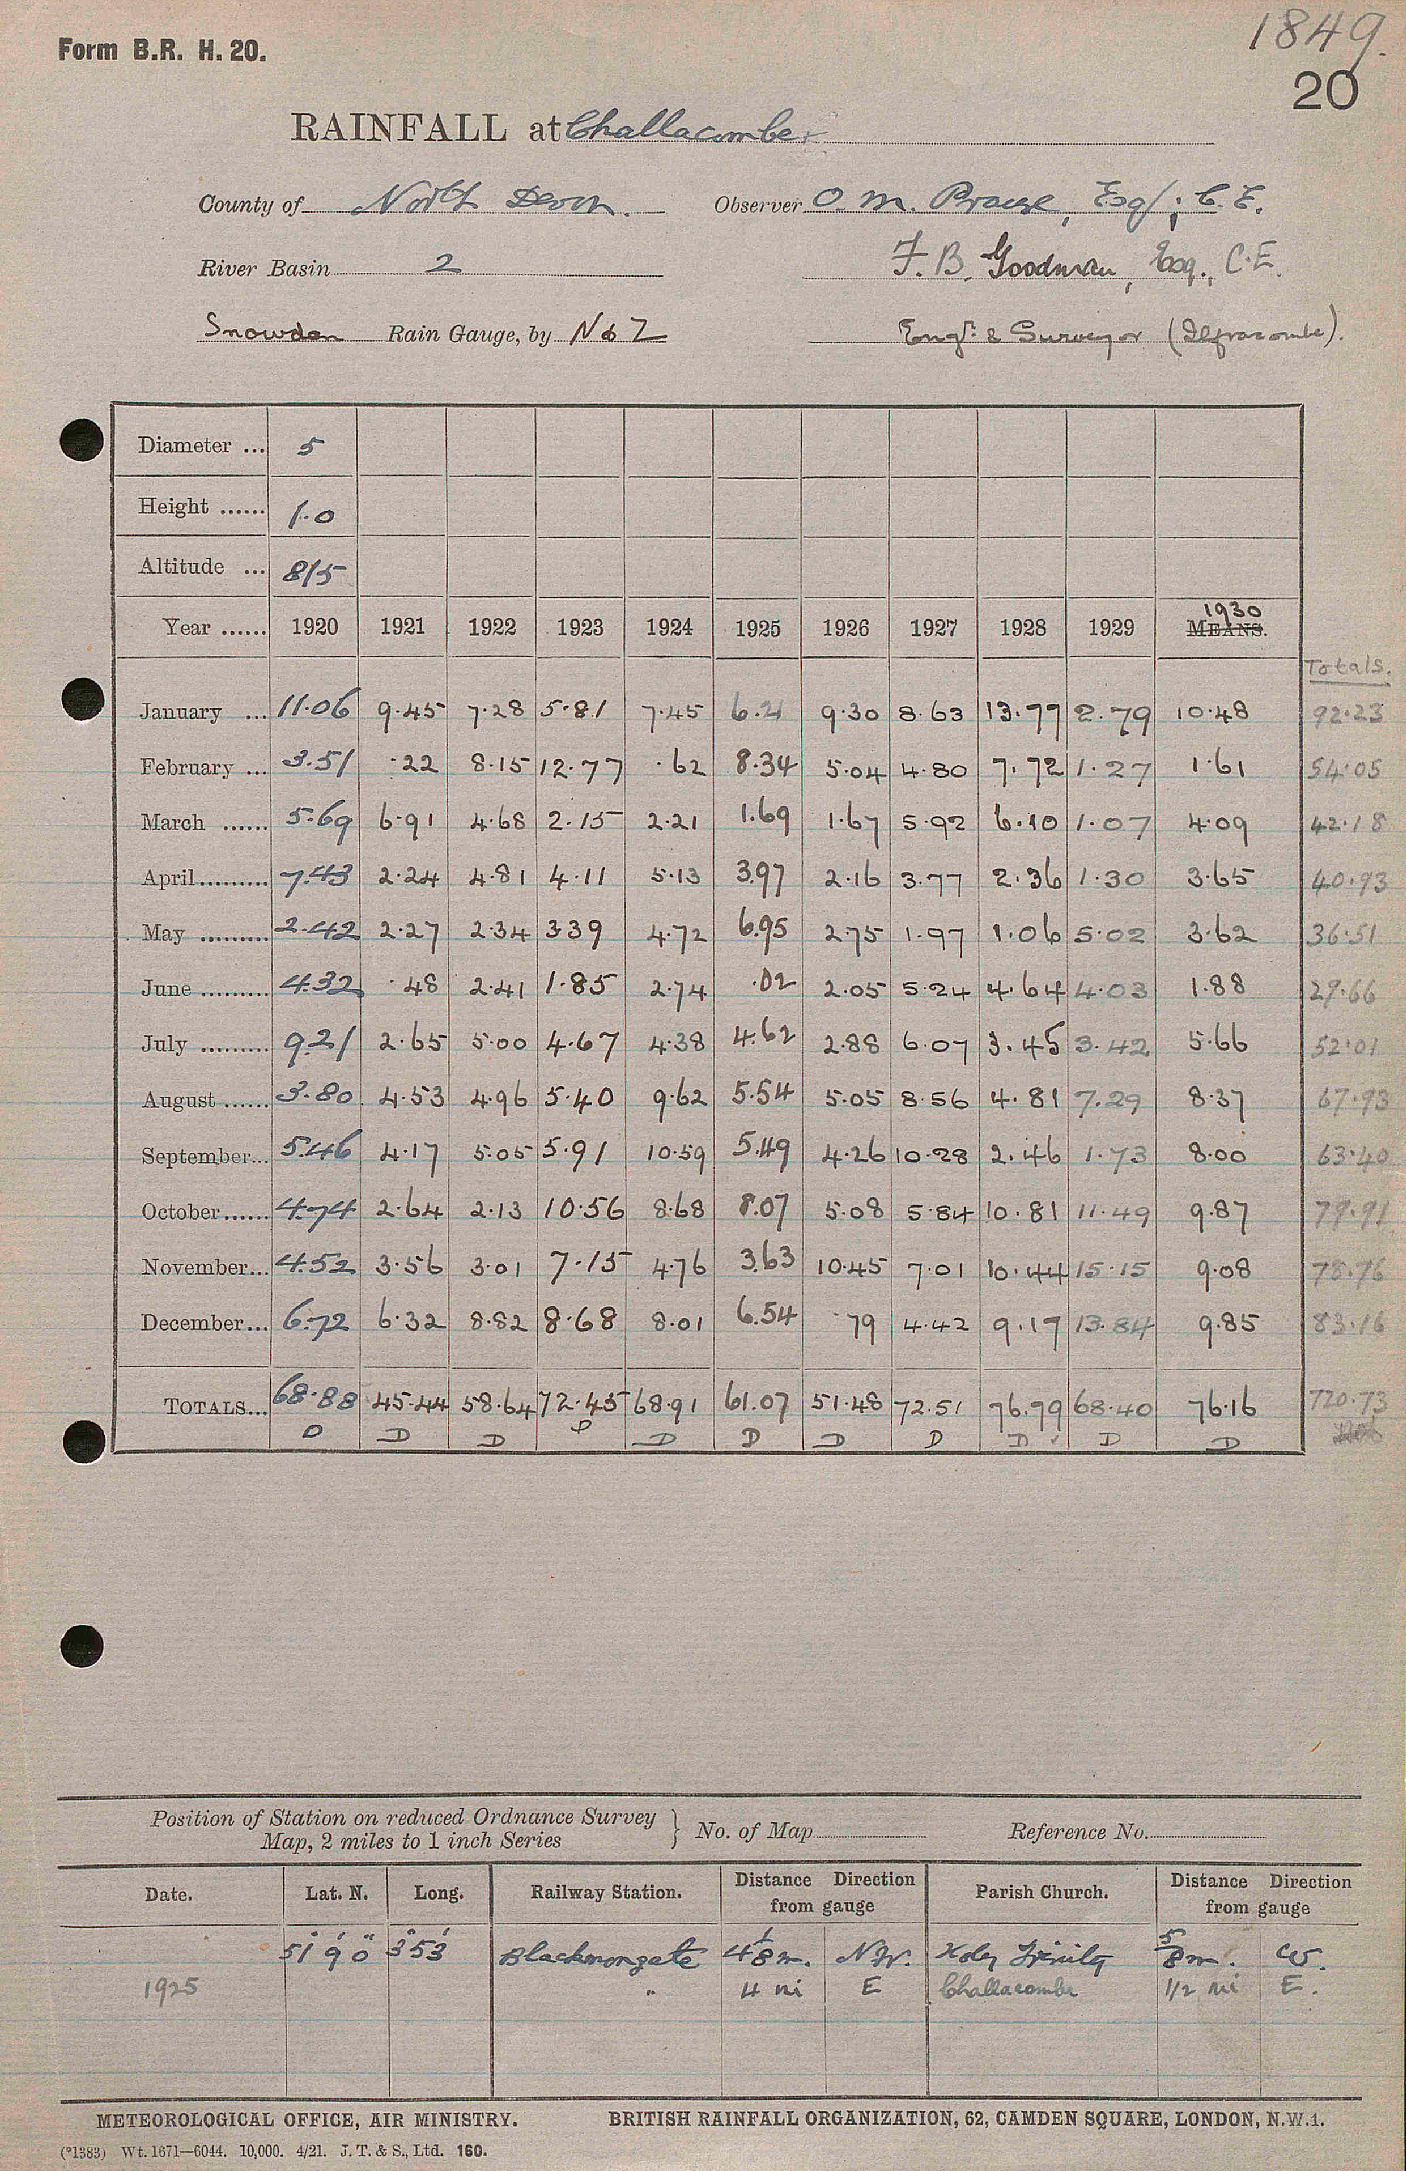 1849.
Form B.R. H. 20.
20
RAINFALL at Challacombe
County of North Devon. Observer O. M. Prouse, Esq; C.E.
River Basin 2 F. B. Goodman, Esq., C.E.
Snowdon Rain Gauge, by N & Z Engr. & Surveyor (Ilfracombe).
Diameter ... 5
Height ...... 1.0
Altitude ... 815
Year ...... 1920 1921 1922 1923 1924 1925 1926 1927 1928 1929 1930 MEANS.
Totals.
January ... 11.06 9.45 7.28 5.81 7.45 6.21 9.30 8.63 13.77 2.79 10.48 92.23
February ... 3.51 .22 8.15 12.77 .62 8.34 5.04 4.80 7.72 1.27 1.61 54.05
March ...... 5.69 6.91 4.68 2.15 2.21 1.69 1.67 5.92 6.10 1.07 4.09 42.18
April......... 7.43 2.24 4.81 4.11 5.13 3.97 2.16 3.77 2.36 1.30 3.65 40.93
May ......... 2.42 2.27 2.34 339 4.72 6.95 275 1.97 1.06 5.02 3.62 36.51
June ......... 4.32 .48 2.41 1.85 2.74 .02 2.05 5.24 4.64 4.03 1.88 29.66
July ......... 9.21 2.65 5.00 4.67 4.38 4.62 2.88 6.07 3.45 3.42 5.66 52.01
August...... 3.80 4.53 4.96 5.40 9.62 5.54 5.05 8.56 4.81 7.29 8.37 67.93
September... 5.46 4.17 5.05 5.91 10.59 5.49 4.26 10.28 2.46 1.73 8.00 63.40
October...... 4.74 2.64 2.13 10.56 8.68 8.07 5.08 5.84 10.81 11.49 9.87 79.91
November... 4.52 3.56 3.01 7.15 4.76 3.63 10.45 7.01 10.44 15.15 9.08 78.76
December... 6.72 6.32 8.82 8.68 8.01 6.54 .79 4.42 9.17 13.84 9.85 83.16
TOTALS... 68.88 45.44 58.64 72.45 68.91 61.07 51.48 72.51 76.79 68.40 76.16 720.73
D D D D D D D D D D D
Position of Station on reduced Ordnance Survey
Map, 2 miles to 1 inch Series } No. of Map Reference No.
Date. Lat. N. Long. Railway Station. Distance Direction from gauge Parish Church. Distance Direction from gauge
51° 9' 0" 3° 53' Blackmoorgate 4 1/8 m. N.W. Holy Trinity 5/8 m. W.
1925 " 4 mi E Challacombe 1/2 mi E.
METEOROLOGICAL OFFICE, AIR MINISTRY. BRITISH RAINFALL ORGANIZATION, 62, CAMDEN SQUARE, LONDON, N.W.1.
(*1383) Wt. 1671—6044. 10,000. 4/21. J. T. & S., Ltd. 160.